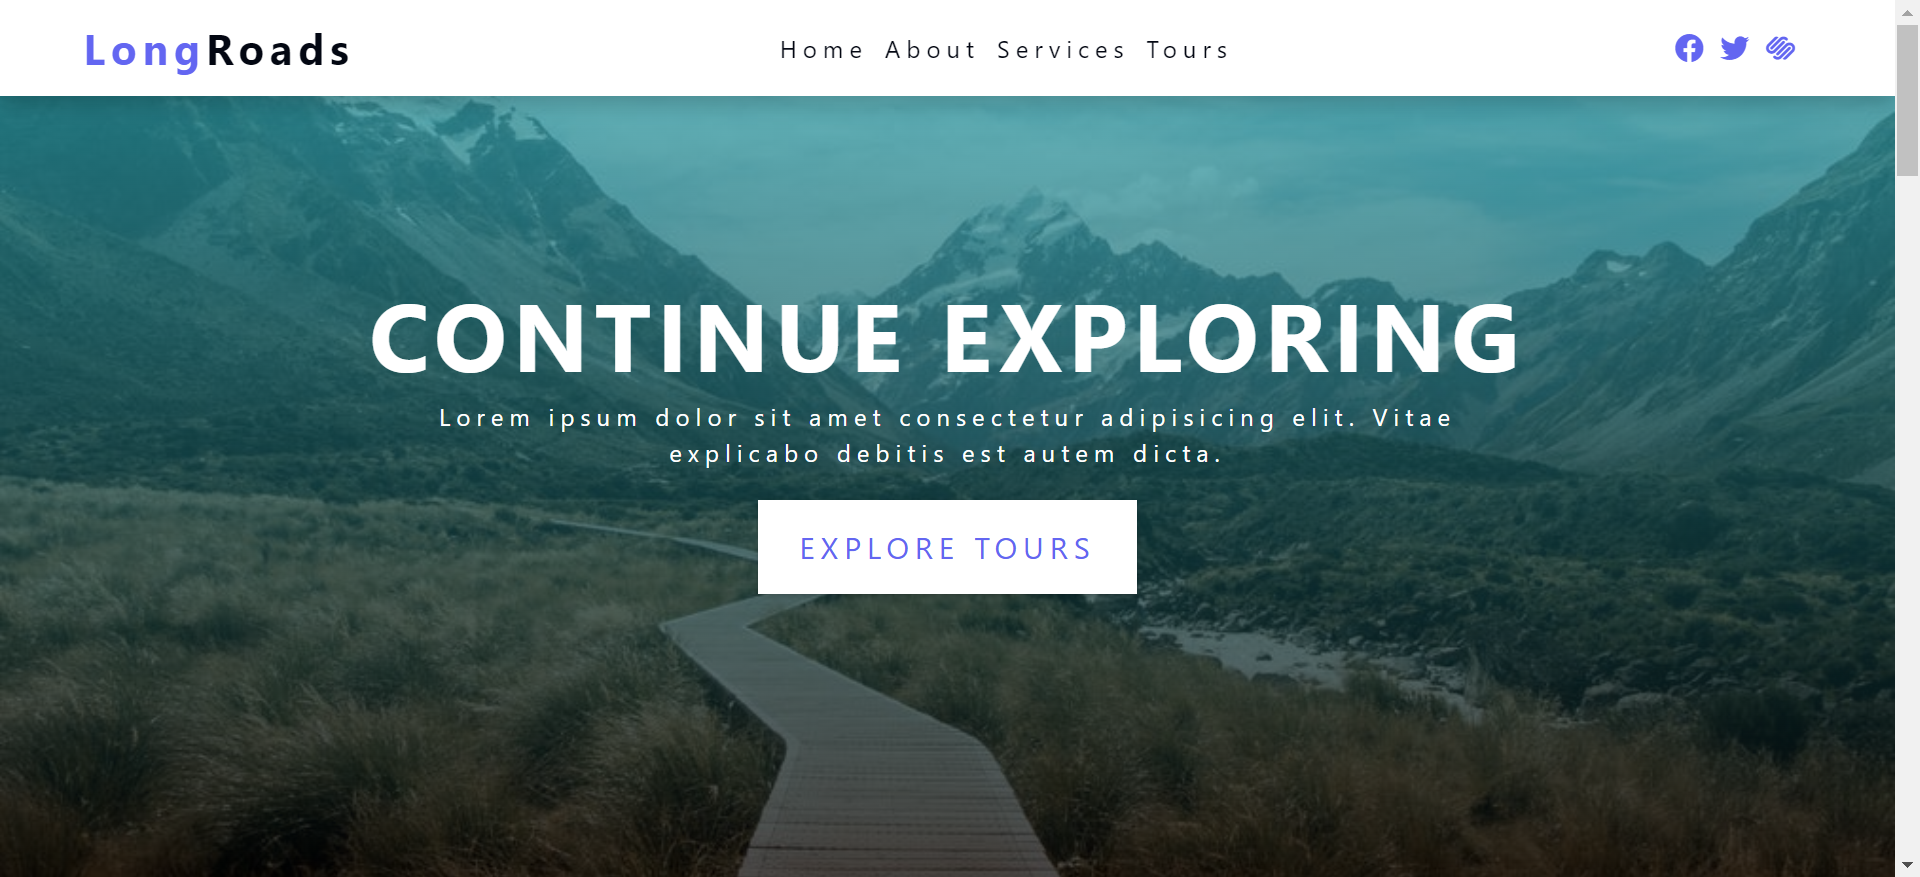 LongRoads
Home About Services Tours
CONTINUE EXPLORING
Lorem ipsum dolor sit amet consectetur adipisicing elit. Vitae
explicabo debitis est autem dicta.
EXPLORE TOURS